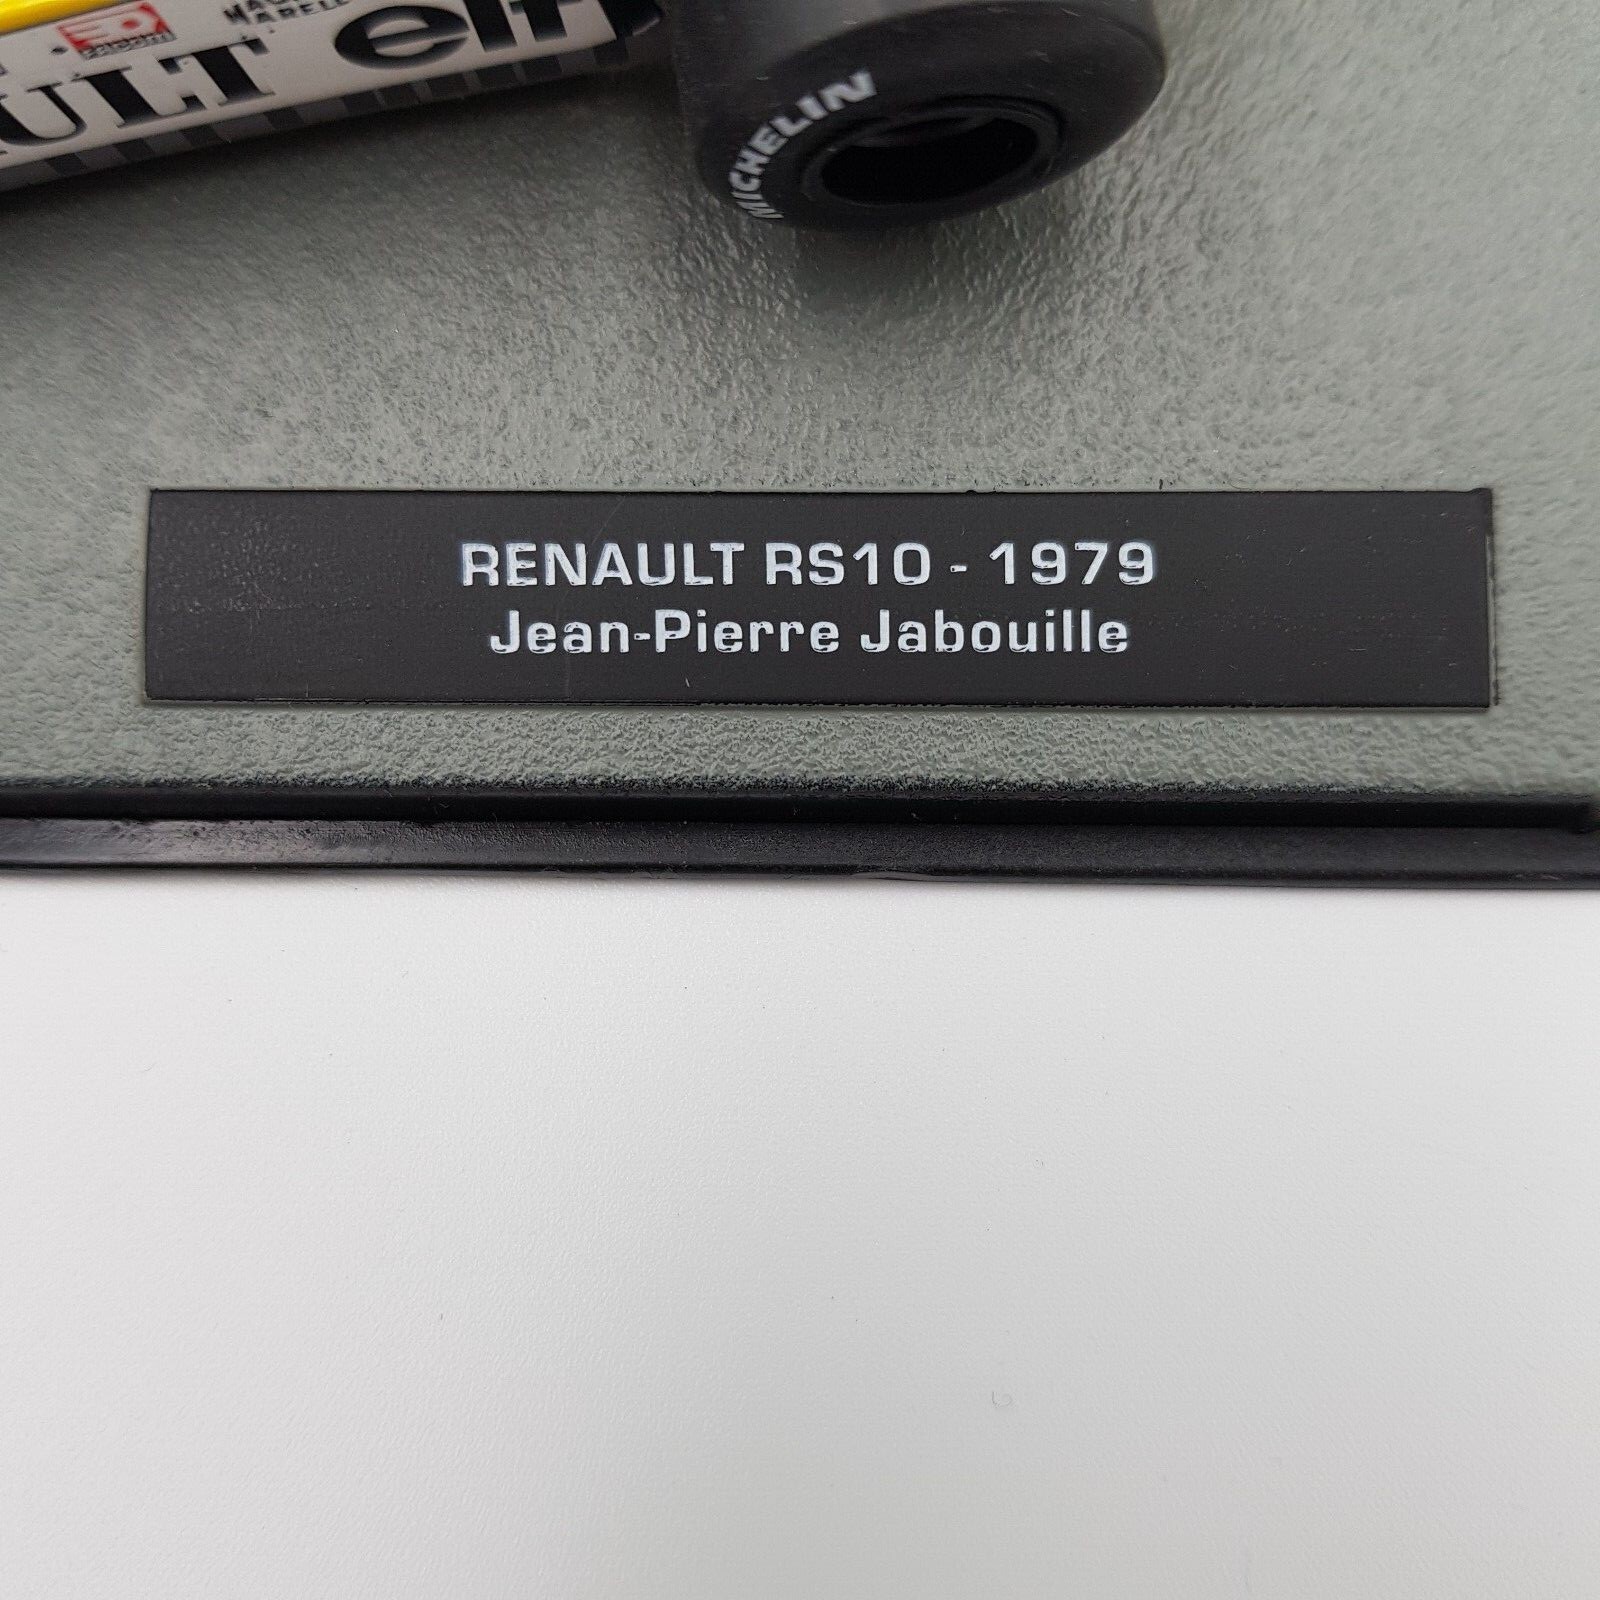 ULT elf
MICHELIN
RENAULT RS10 - 1979
Jean-Pierre Jabouille